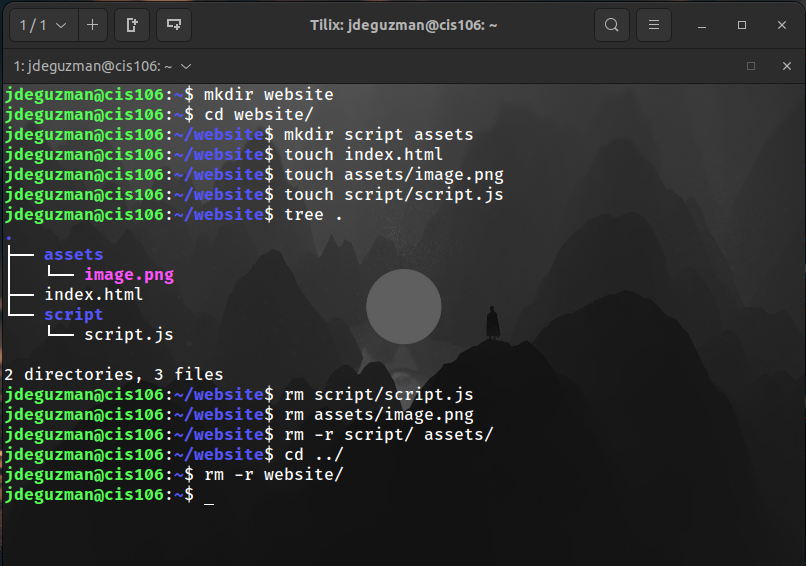 1 / 1
Tilix: jdeguzman@cis106: ~
1: jdeguzman@cis106: ~
jdeguzman@cis106:~$ mkdir website
jdeguzman@cis106:~$ cd website/
jdeguzman@cis106:~/website$ mkdir script assets
jdeguzman@cis106:~/website$ touch index.html
jdeguzman@cis106:~/website$ touch assets/image.png
jdeguzman@cis106:~/website$ touch script/script.js
jdeguzman@cis106:~/website$ tree .
.
├── assets
│   └── image.png
├── index.html
└── script
    └── script.js

2 directories, 3 files
jdeguzman@cis106:~/website$ rm script/script.js
jdeguzman@cis106:~/website$ rm assets/image.png
jdeguzman@cis106:~/website$ rm -r script/ assets/
jdeguzman@cis106:~/website$ cd ../
jdeguzman@cis106:~$ rm -r website/
jdeguzman@cis106:~$ _